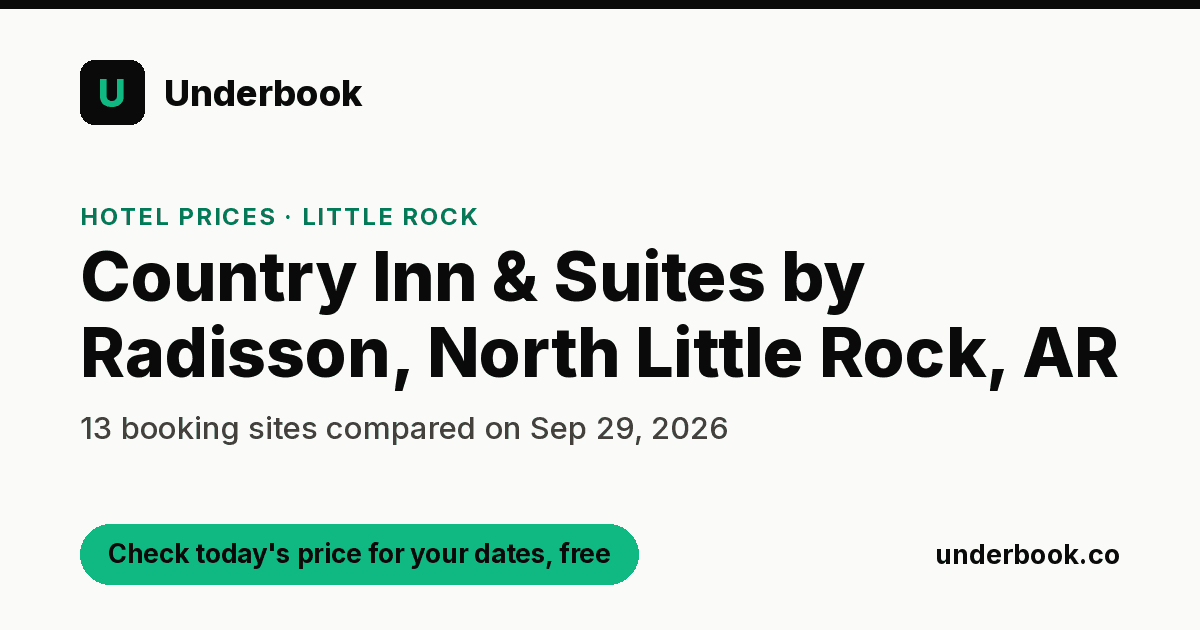 U Underbook
HOTEL PRICES · LITTLE ROCK
Country Inn & Suites by
Radisson, North Little Rock, AR
13 booking sites compared on Sep 29, 2026
Check today's price for your dates, free
underbook.co